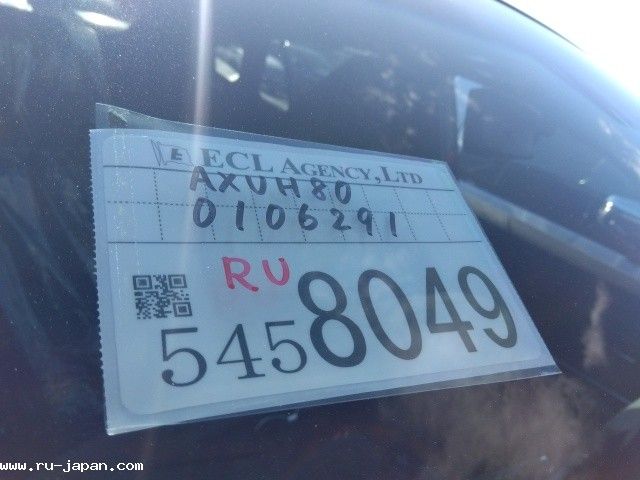 E ECL AGENCY,LTD
AXUH80
0106291
RU
5458049
www.ru-japan.com